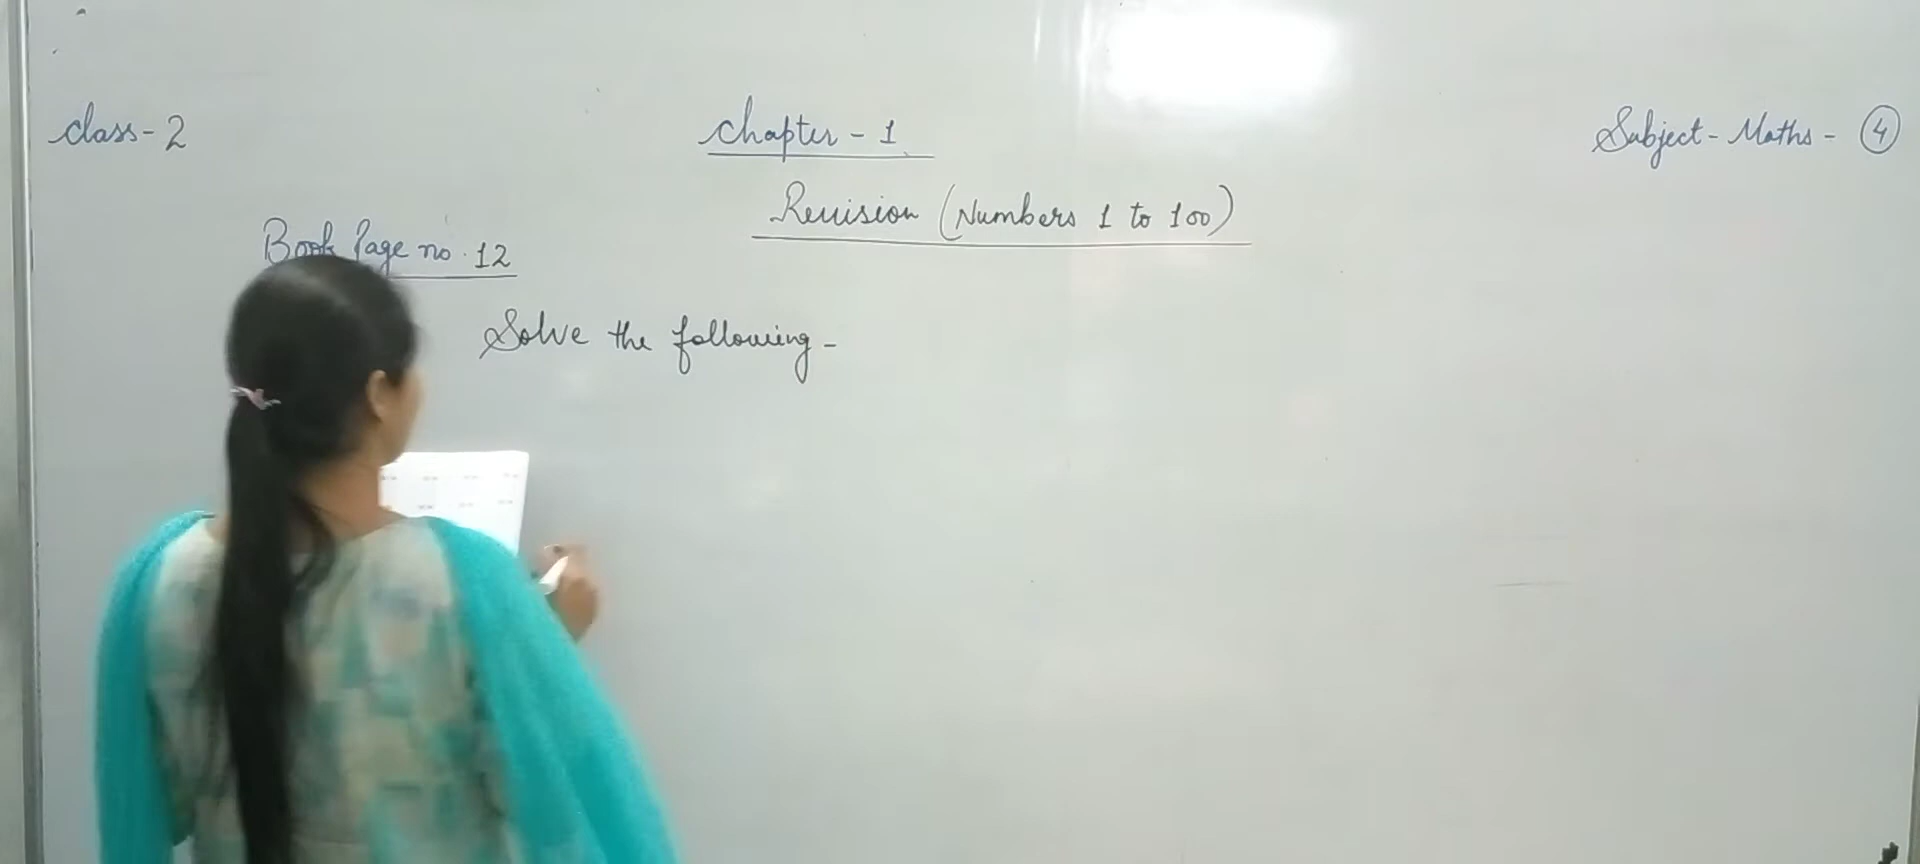 Class-2
Chapter - 1
Subject - Maths - 4
Revision (Numbers 1 to 100)
Book Page no. 12
Solve the following -